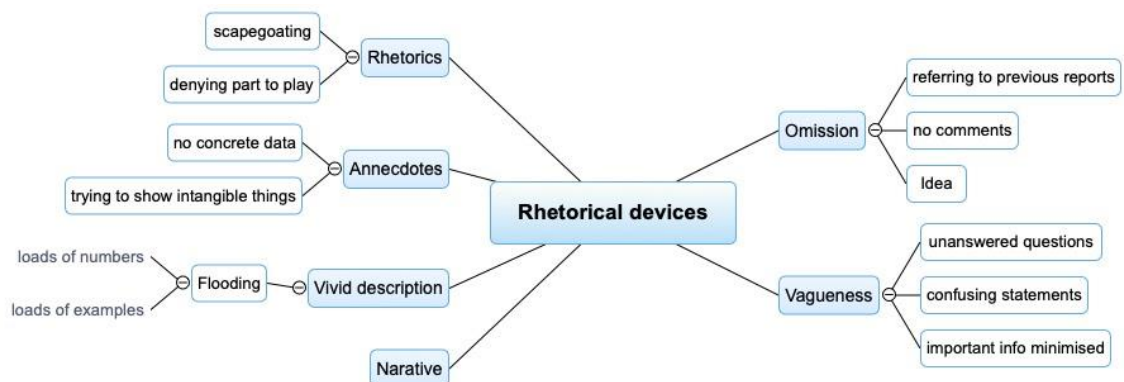 Rhetorical devices
Rhetorics
scapegoating
denying part to play
Annecdotes
no concrete data
trying to show intangible things
Vivid description
Flooding
loads of numbers
loads of examples
Narative
Omission
referring to previous reports
no comments
Idea
Vagueness
unanswered questions
confusing statements
important info minimised